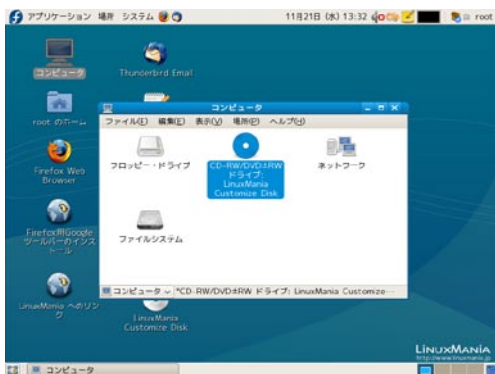 アプリケーション 場所 システム
11月21日 (水) 13:32
root
コンピュータ
Thunderbird Email
root のホーム
Firefox Web
Browser
Firefox用Google
ツールバーのインス
トール
LinuxMania へのリン
ク
LinuxMania
Customize Disk
コンピュータ
ファイル(F) 編集(E) 表示(V) 場所(P) ヘルプ(H)
フロッピー・ドライブ
CD-RW/DVD±RW
ドライブ:
LinuxMania
Customize Disk
ネットワーク
ファイルシステム
コンピュータ
"CD-RW/DVD±RW ドライブ: LinuxMania Customize…
LINUXMANIA
コンピュータ